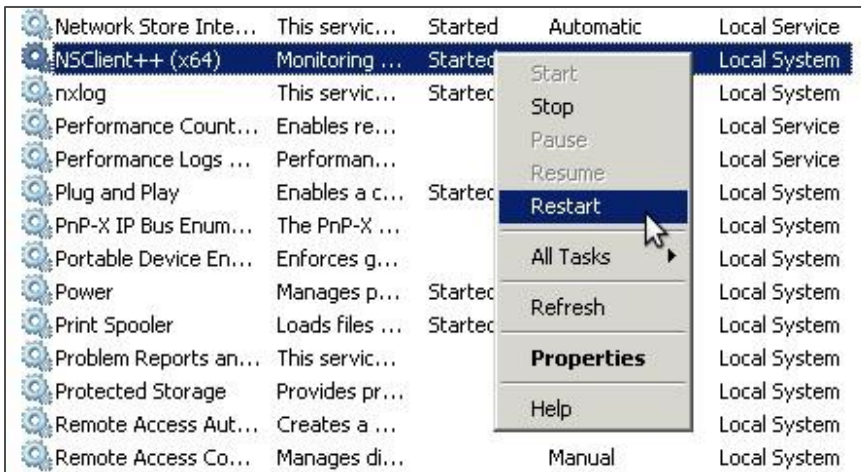 Network Store Inte... This servic... Started Automatic Local Service
NSClient++ (x64) Monitoring ... Started Local System
Start
nxlog This servic... Started Local System
Stop
Performance Count... Enables re... Local Service
Pause
Performance Logs ... Performan... Local Service
Resume
Plug and Play Enables a c... Started Local System
Restart
PnP-X IP Bus Enum... The PnP-X ... Local System
Portable Device En... Enforces g... Local System
All Tasks
Power Manages p... Started Local System
Refresh
Print Spooler Loads files ... Started Local System
Problem Reports an... This servic... Local System
Properties
Protected Storage Provides pr... Local System
Help
Remote Access Aut... Creates a ... Local System
Remote Access Co... Manages di... Manual Local System